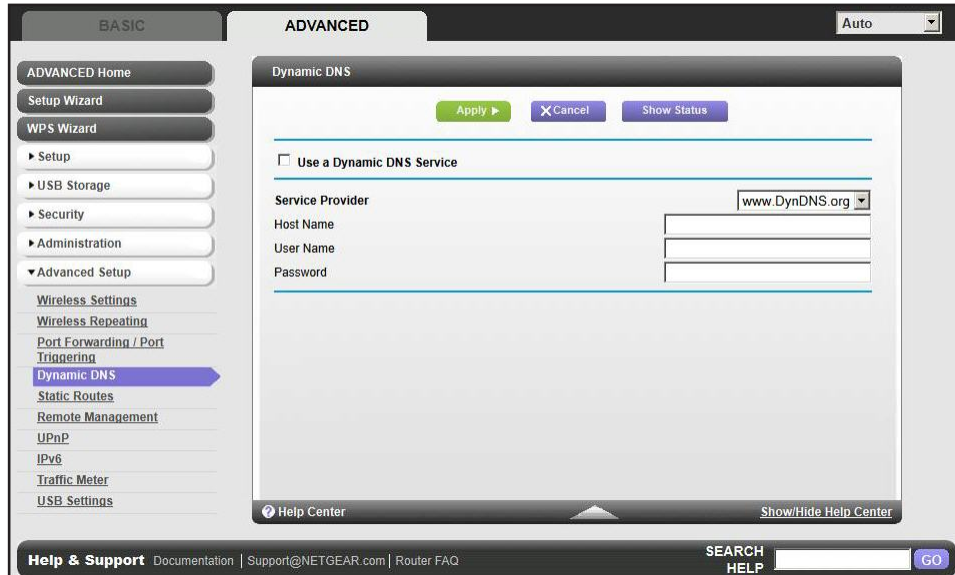 BASIC
ADVANCED
Auto
ADVANCED Home
Setup Wizard
WPS Wizard
Setup
USB Storage
Security
Administration
Advanced Setup
Wireless Settings
Wireless Repeating
Port Forwarding / Port
Triggering
Dynamic DNS
Static Routes
Remote Management
UPnP
IPv6
Traffic Meter
USB Settings
Dynamic DNS
Apply
Cancel
Show Status
Use a Dynamic DNS Service
Service Provider
www.DynDNS.org
Host Name
User Name
Password
Help Center
Show/Hide Help Center
Help & Support Documentation | Support@NETGEAR.com | Router FAQ
SEARCH
HELP
GO